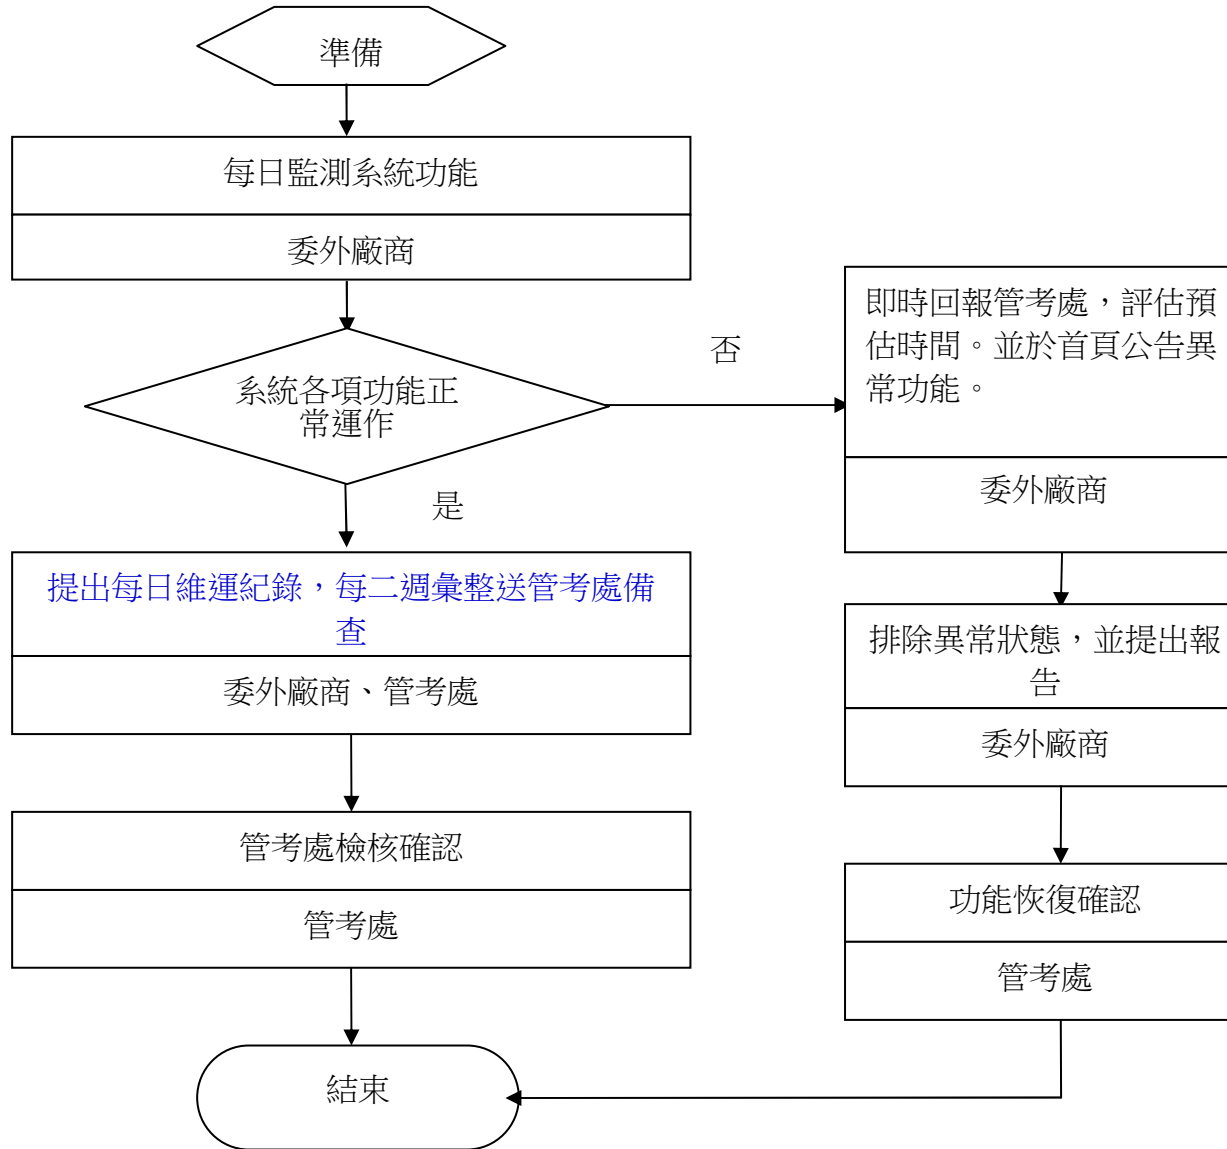 準備
每日監測系統功能
委外廠商
系統各項功能正
常運作
是
提出每日維運紀錄，每二週彙整送管考處備
查
委外廠商、管考處
管考處檢核確認
管考處
結束
否
即時回報管考處，評估預
估時間。並於首頁公告異
常功能。
委外廠商
排除異常狀態，並提出報
告
委外廠商
功能恢復確認
管考處